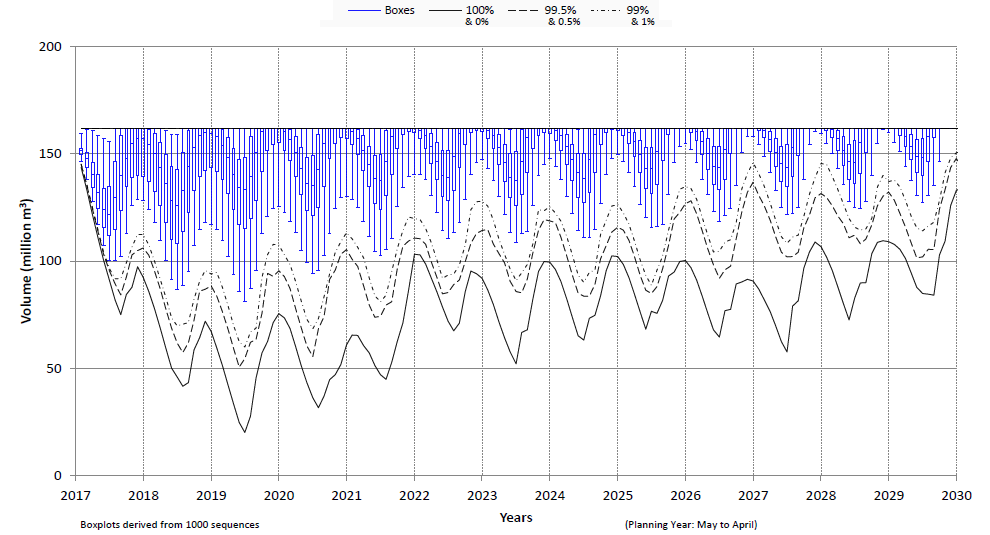 Boxes 100% 99.5% 99%
& 0% & 0.5% & 1%
200
150
100
50
0
Volume (million m³)
2017 2018 2019 2020 2021 2022 2023 2024 2025 2026 2027 2028 2029 2030
Years
Boxplots derived from 1000 sequences
(Planning Year: May to April)